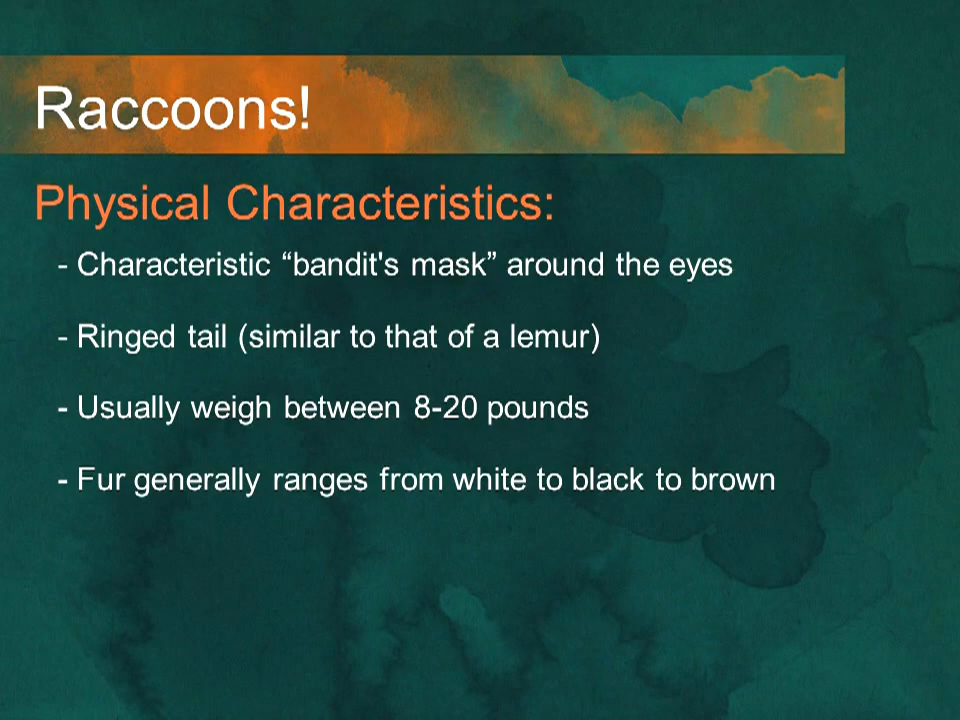 Raccoons!
Physical Characteristics:
- Characteristic “bandit's mask” around the eyes
- Ringed tail (similar to that of a lemur)
- Usually weigh between 8-20 pounds
- Fur generally ranges from white to black to brown